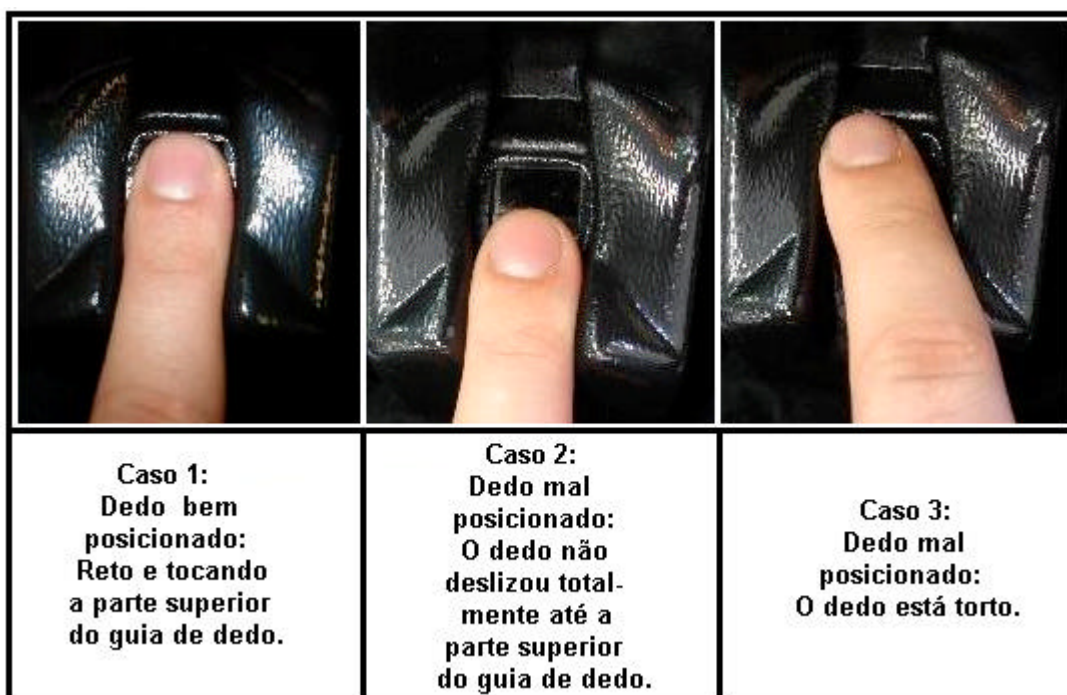 Caso 1:
Dedo bem
posicionado:
Reto e tocando
a parte superior
do guia de dedo.
Caso 2:
Dedo mal
posicionado:
O dedo não
deslizou total-
mente até a
parte superior
do guia de dedo.
Caso 3:
Dedo mal
posicionado:
O dedo está torto.